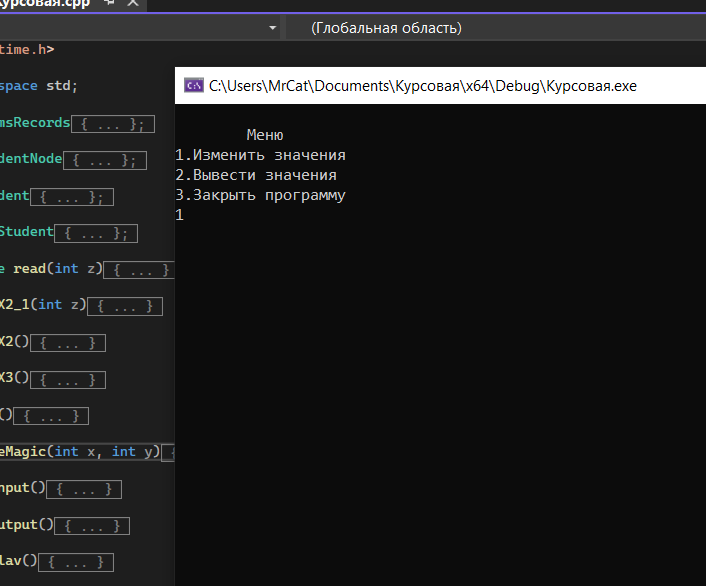 Курсовая.cpp
(Глобальная область)
time.h>
space std;
msRecords{ ... };
dentNode{ ... };
dent{ ... };
Student{ ... };
e read(int z){ ... }
X2_1(int z){ ... }
X2(){ ... }
X3(){ ... }
(){ ... }
eMagic(int x, int y){
nput(){ ... }
utput(){ ... }
lav(){ ... }
C:\Users\MrCat\Documents\Курсовая\x64\Debug\Курсовая.exe
Меню
1.Изменить значения
2.Вывести значения
3.Закрыть программу
1